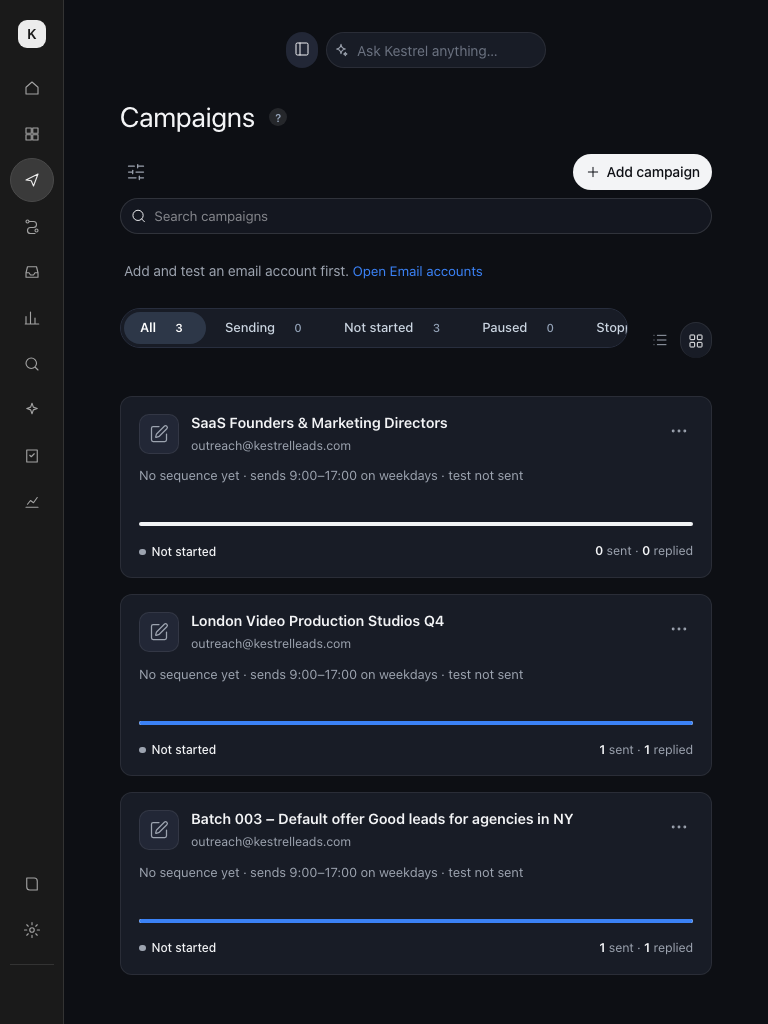 K
Ask Kestrel anything...
Campaigns ?
Add campaign
Search campaigns
Add and test an email account first. Open Email accounts
All 3 Sending 0 Not started 3 Paused 0 Stop
SaaS Founders & Marketing Directors
outreach@kestrelleads.com
No sequence yet · sends 9:00–17:00 on weekdays · test not sent
Not started 0 sent · 0 replied
London Video Production Studios Q4
outreach@kestrelleads.com
No sequence yet · sends 9:00–17:00 on weekdays · test not sent
Not started 1 sent · 1 replied
Batch 003 – Default offer Good leads for agencies in NY
outreach@kestrelleads.com
No sequence yet · sends 9:00–17:00 on weekdays · test not sent
Not started 1 sent · 1 replied